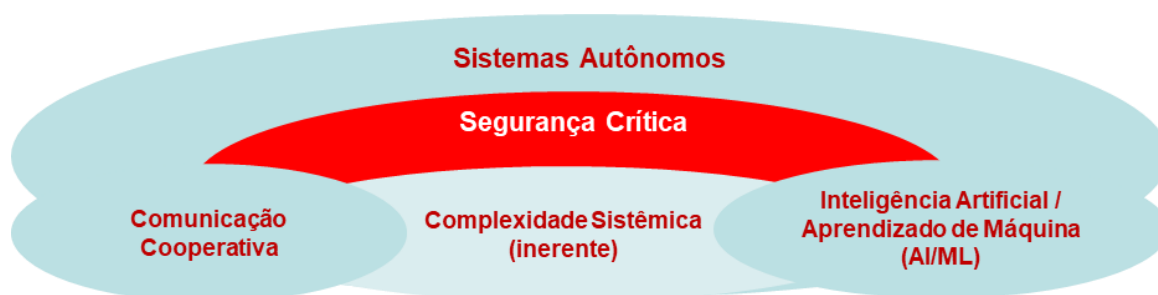 Sistemas Autônomos
Segurança Crítica
Comunicação
Cooperativa
Complexidade Sistêmica
(inerente)
Inteligência Artificial /
Aprendizado de Máquina
(AI/ML)